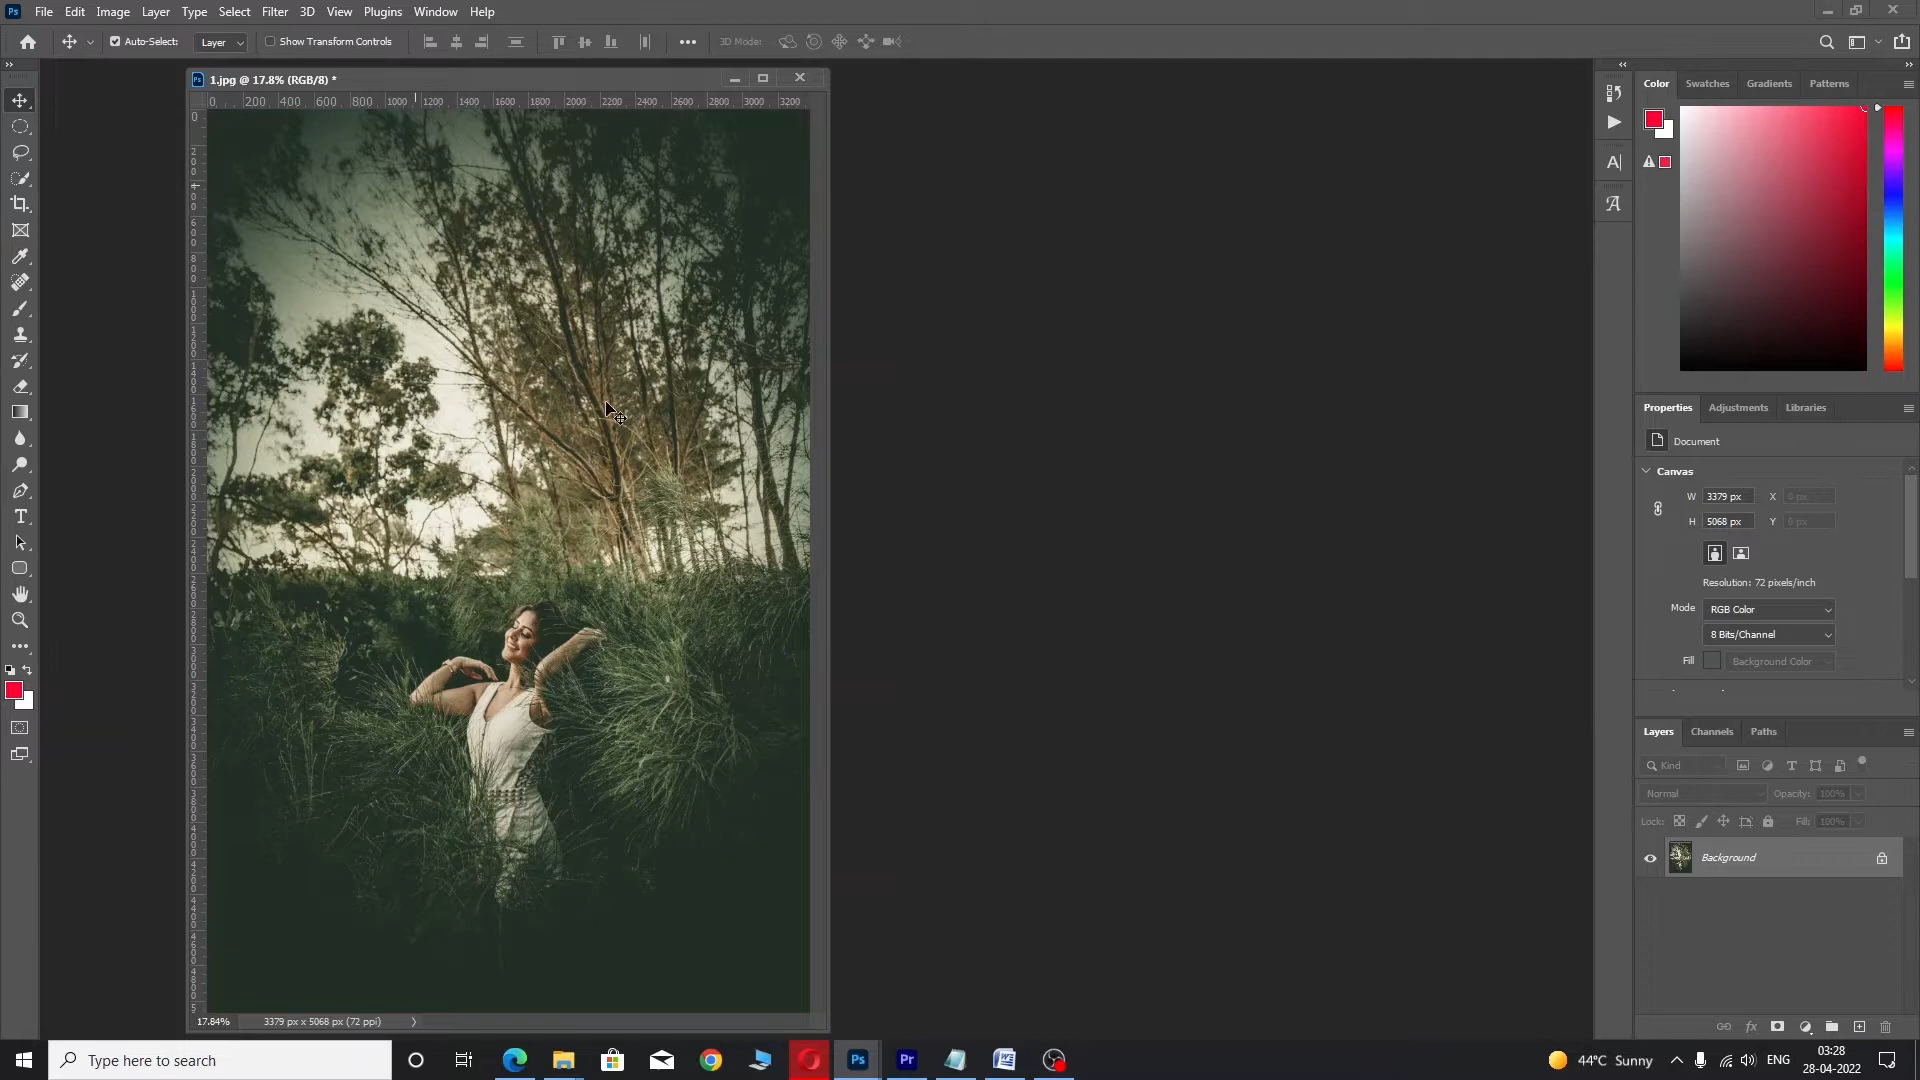 Ps File Edit Image Layer Type Select Filter 3D View Plugins Window Help
Auto-Select: Layer Show Transform Controls 3D Mode:
1.jpg @ 17.8% (RGB/8) *
0 200 400 600 800 1000 1200 1400 1600 1800 2000 2200 2400 2600 2800 3000 3200
Color Swatches Gradients Patterns
Properties Adjustments Libraries
Document
Canvas
W 3379 px X 0 px
H 5068 px Y 0 px
Resolution: 72 pixels/inch
Mode RGB Color
8 Bits/Channel
Fill Background Color
Layers Channels Paths
Kind
Normal Opacity: 100%
Lock: Fill: 100%
Background
17.84% 3379 px x 5068 px (72 ppi)
Type here to search
Ps Pr
44°C Sunny
ENG
03:28
28-04-2022